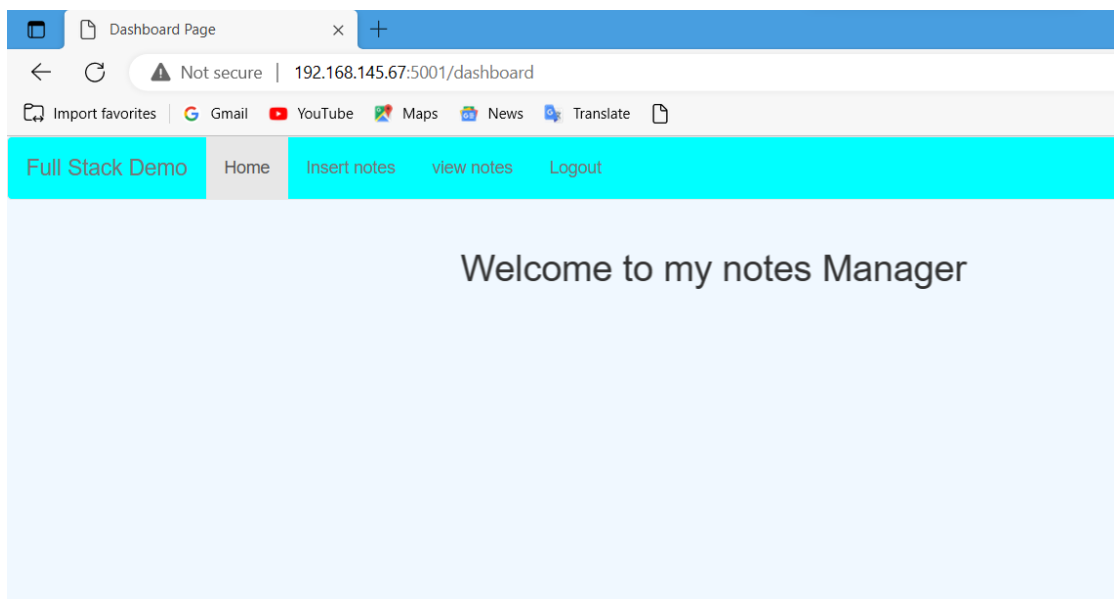 Dashboard Page
Not secure | 192.168.145.67:5001/dashboard
Import favorites Gmail YouTube Maps News Translate
Full Stack Demo Home Insert notes view notes Logout
Welcome to my notes Manager